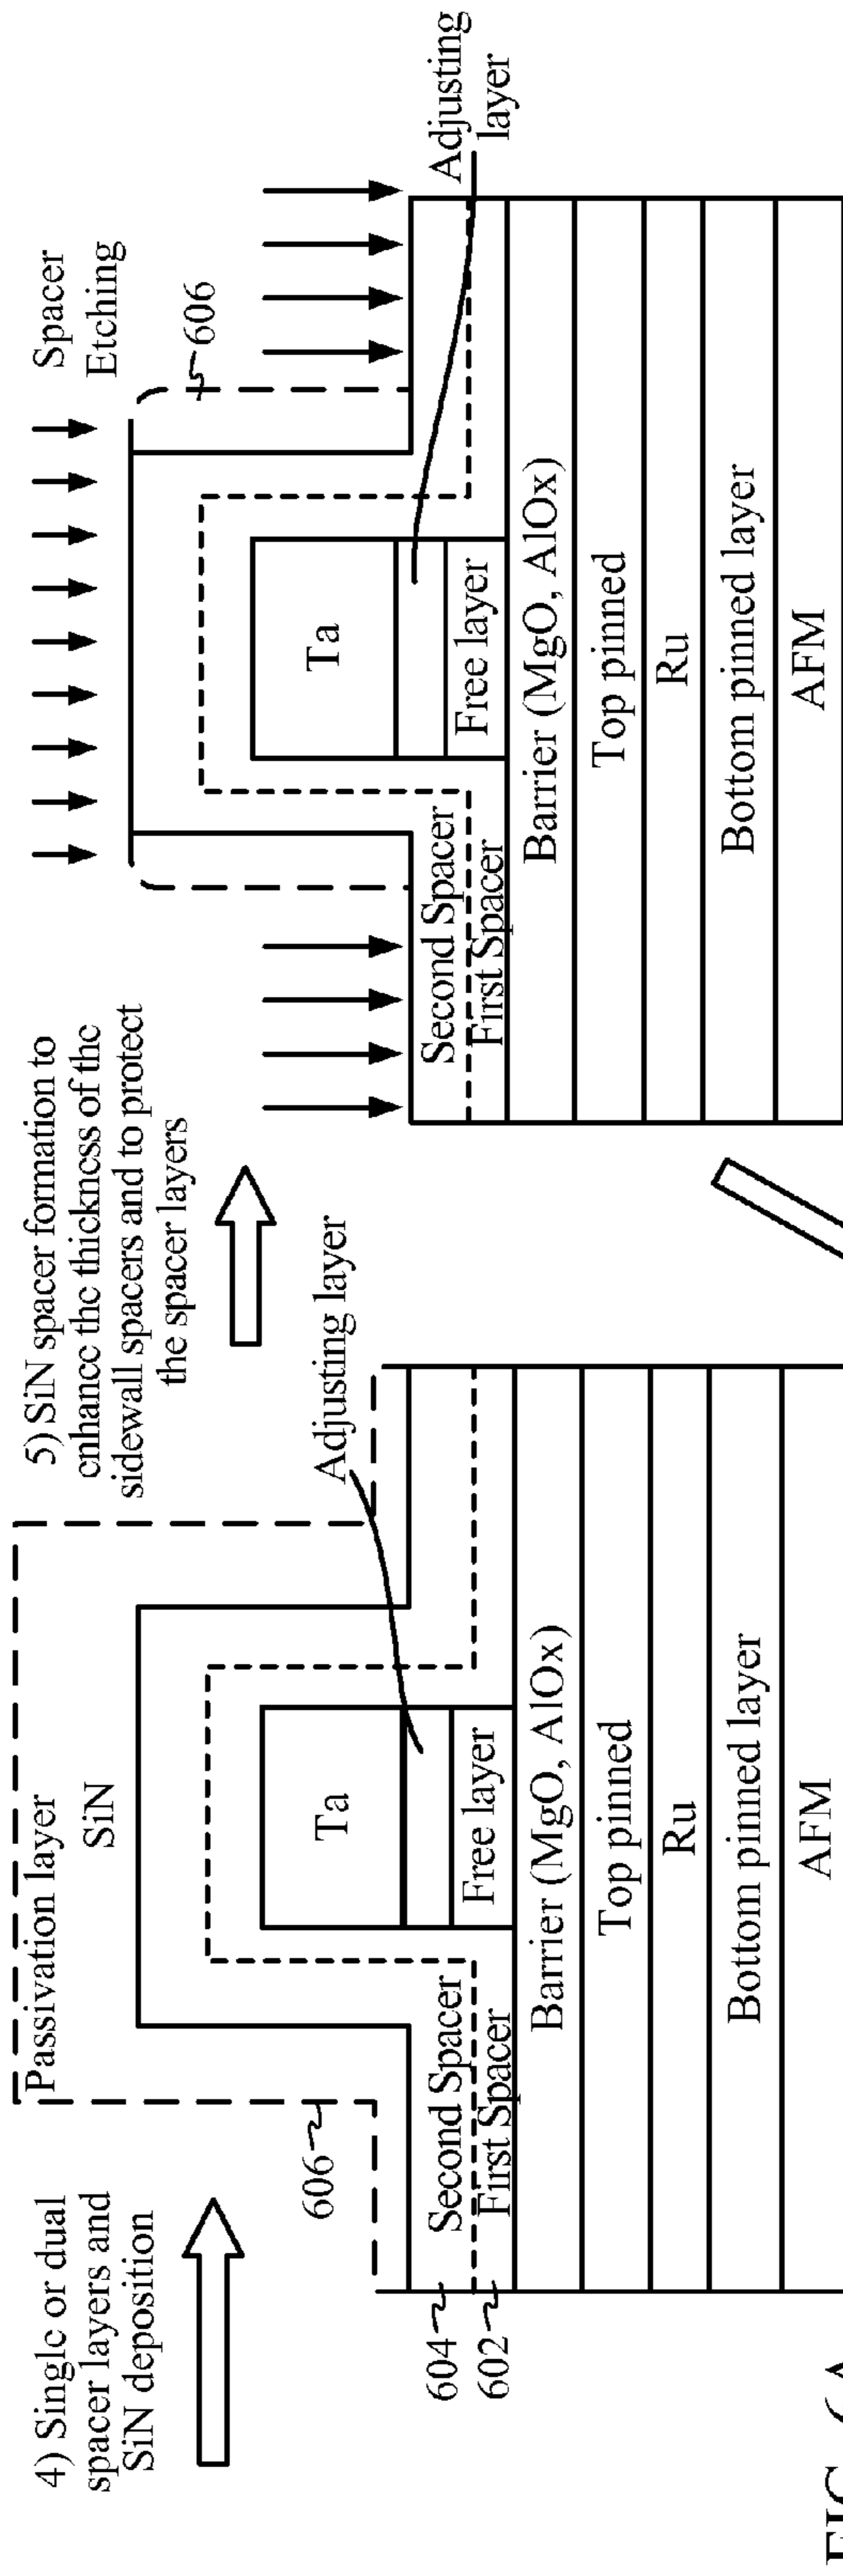 4) Single or dual
spacer layers and
SiN deposition
606
604
602
Passivation layer
SiN
Adjusting layer
Ta
Free layer
Second Spacer
First Spacer
Barrier (MgO, AlOx)
Top pinned
Ru
Bottom pinned layer
AFM
5) SiN spacer formation to
enhance the thickness of the
sidewall spacers and to protect
the spacer layers
Spacer
Etching
606
Adjusting
layer
Ta
Free layer
Second Spacer
First Spacer
Barrier (MgO, AlOx)
Top pinned
Ru
Bottom pinned layer
AFM